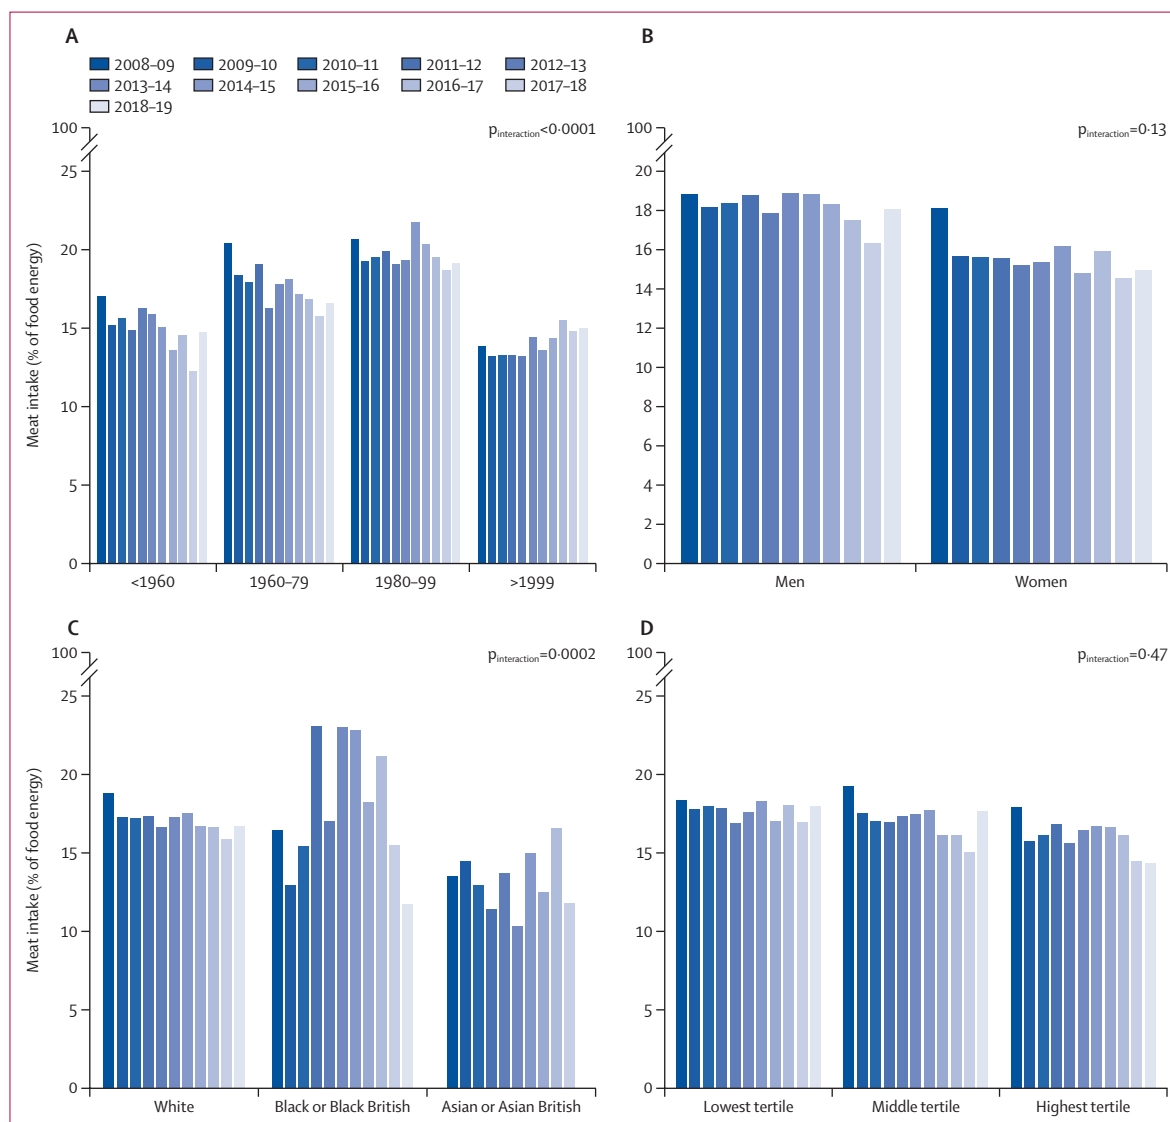 A
2008–09 2009–10 2010–11 2011–12 2012–13
2013–14 2014–15 2015–16 2016–17 2017–18
2018–19
100
25
20
15
10
5
0
Meat intake (% of food energy)
pinteraction<0·0001
<1960 1960–79 1980–99 >1999
B
100
20
18
16
14
12
10
8
6
4
2
0
pinteraction=0·13
Men Women
C
100
25
20
15
10
5
0
Meat intake (% of food energy)
pinteraction=0·0002
White Black or Black British Asian or Asian British
D
100
25
20
15
10
5
0
pinteraction=0·47
Lowest tertile Middle tertile Highest tertile